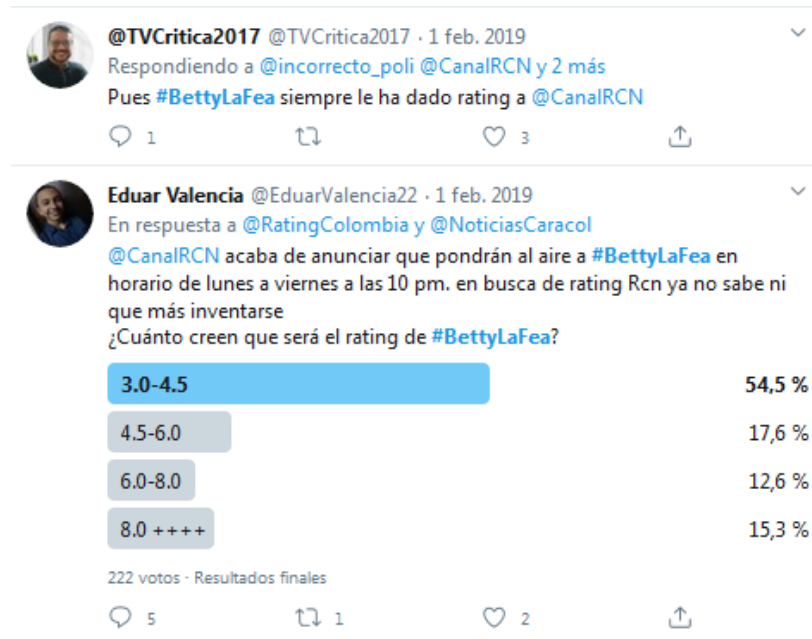 @TVCritica2017 @TVCritica2017 · 1 feb. 2019
Respondiendo a @incorrecto_poli @CanalRCN y 2 más
Pues #BettyLaFea siempre le ha dado rating a @CanalRCN
1 3
Eduar Valencia @EduarValencia22 · 1 feb. 2019
En respuesta a @RatingColombia y @NoticiasCaracol
@CanalRCN acaba de anunciar que pondrán al aire a #BettyLaFea en
horario de lunes a viernes a las 10 pm. en busca de rating Rcn ya no sabe ni
que más inventarse
¿Cuánto creen que será el rating de #BettyLaFea?
3.0-4.5 54,5 %
4.5-6.0 17,6 %
6.0-8.0 12,6 %
8.0 ++++ 15,3 %
222 votos · Resultados finales
5 1 2